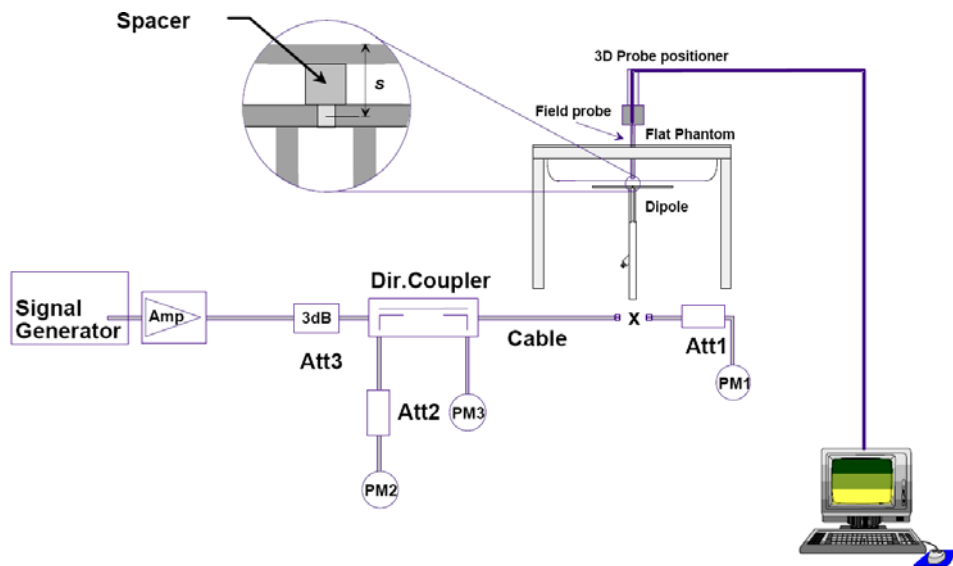 Spacer
s
3D Probe positioner
Field probe
Flat Phantom
Dipole
Signal
Generator
Amp
3dB
Att3
Dir.Coupler
Att2
PM2
PM3
Cable
x
Att1
PM1